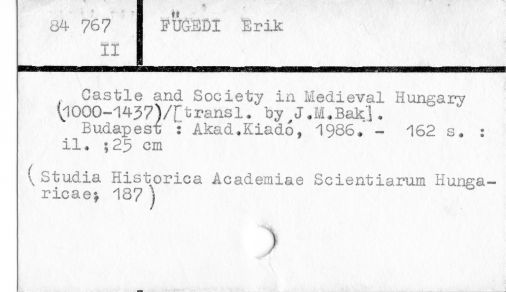 84 767 FÜGEDI Erik
II
Castle and Society in Medieval Hungary
(1000-1437)/[transl. by J.M.Bak].
Budapest : Akad.Kiadó, 1986. - 162 s. :
il. ;25 cm
(Studia Historica Academiae Scientiarum Hunga-
ricae; 187)